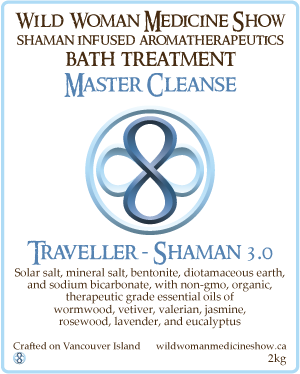 Wild Woman Medicine Show
Shaman Infused Aromatherapeutics
Bath Treatment
Master Cleanse
Traveller - Shaman 3.0
Solar salt, mineral salt, bentonite, diotamaceous earth,
and sodium bicarbonate, with non-gmo, organic,
therapeutic grade essential oils of
wormwood, vetiver, valerian, jasmine,
rosewood, lavender, and eucalyptus
Crafted on Vancouver Island wildwomanmedicineshow.ca
2kg